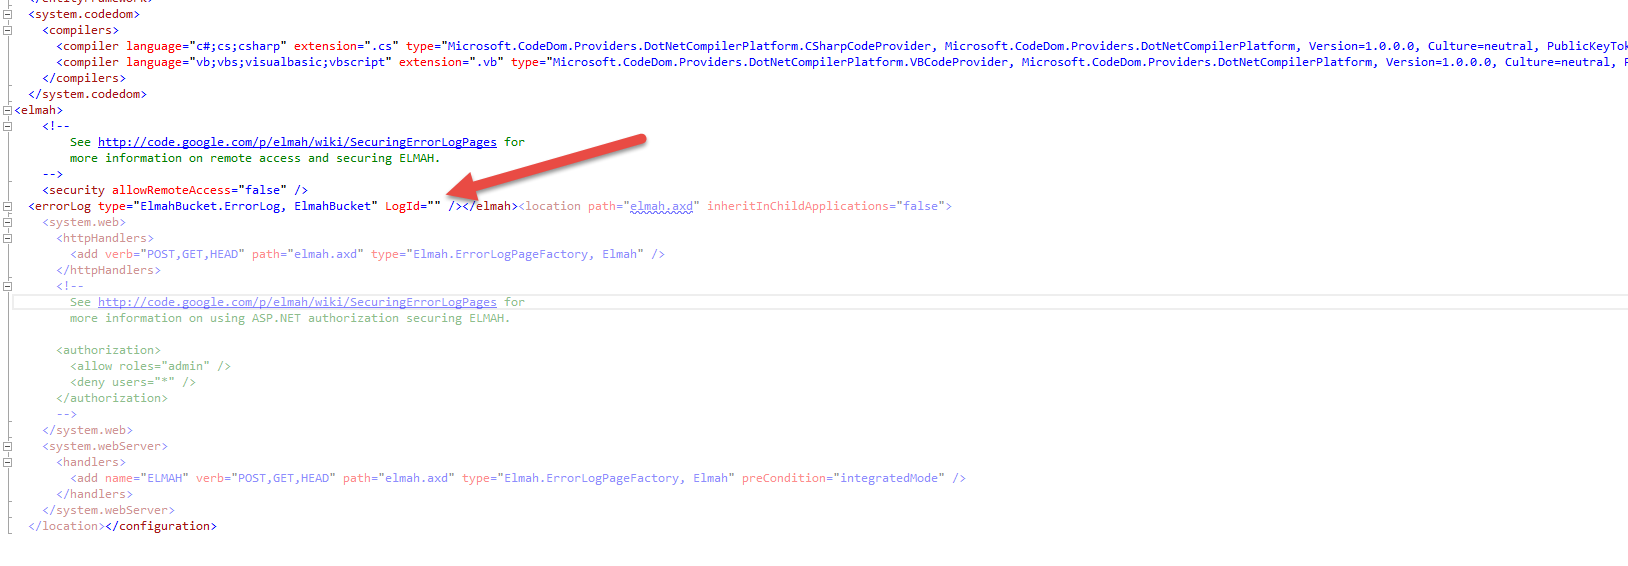 </entityFramework>
<system.codedom>
<compilers>
<compiler language="c#;cs;csharp" extension=".cs" type="Microsoft.CodeDom.Providers.DotNetCompilerPlatform.CSharpCodeProvider, Microsoft.CodeDom.Providers.DotNetCompilerPlatform, Version=1.0.0.0, Culture=neutral, PublicKeyTok
<compiler language="vb;vbs;visualbasic;vbscript" extension=".vb" type="Microsoft.CodeDom.Providers.DotNetCompilerPlatform.VBCodeProvider, Microsoft.CodeDom.Providers.DotNetCompilerPlatform, Version=1.0.0.0, Culture=neutral, P
</compilers>
</system.codedom>
<elmah>
<!--
See http://code.google.com/p/elmah/wiki/SecuringErrorLogPages for
more information on remote access and securing ELMAH.
-->
<security allowRemoteAccess="false" />
<errorLog type="ElmahBucket.ErrorLog, ElmahBucket" LogId="" /></elmah><location path="elmah.axd" inheritInChildApplications="false">
<system.web>
<httpHandlers>
<add verb="POST,GET,HEAD" path="elmah.axd" type="Elmah.ErrorLogPageFactory, Elmah" />
</httpHandlers>
<!--
See http://code.google.com/p/elmah/wiki/SecuringErrorLogPages for
more information on using ASP.NET authorization securing ELMAH.
<authorization>
<allow roles="admin" />
<deny users="*" />
</authorization>
-->
</system.web>
<system.webServer>
<handlers>
<add name="ELMAH" verb="POST,GET,HEAD" path="elmah.axd" type="Elmah.ErrorLogPageFactory, Elmah" preCondition="integratedMode" />
</handlers>
</system.webServer>
</location></configuration>